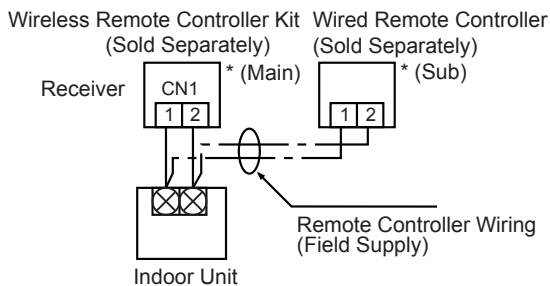 Wireless Remote Controller Kit
(Sold Separately)
Wired Remote Controller
(Sold Separately)
* (Main)
* (Sub)
Receiver
CN1
1 2
1 2
Remote Controller Wiring
(Field Supply)
Indoor Unit